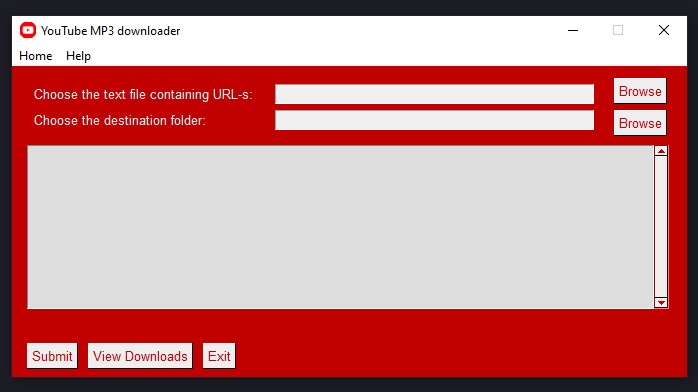 YouTube MP3 downloader
Home Help
Choose the text file containing URL-s: Browse
Choose the destination folder: Browse
Submit View Downloads Exit